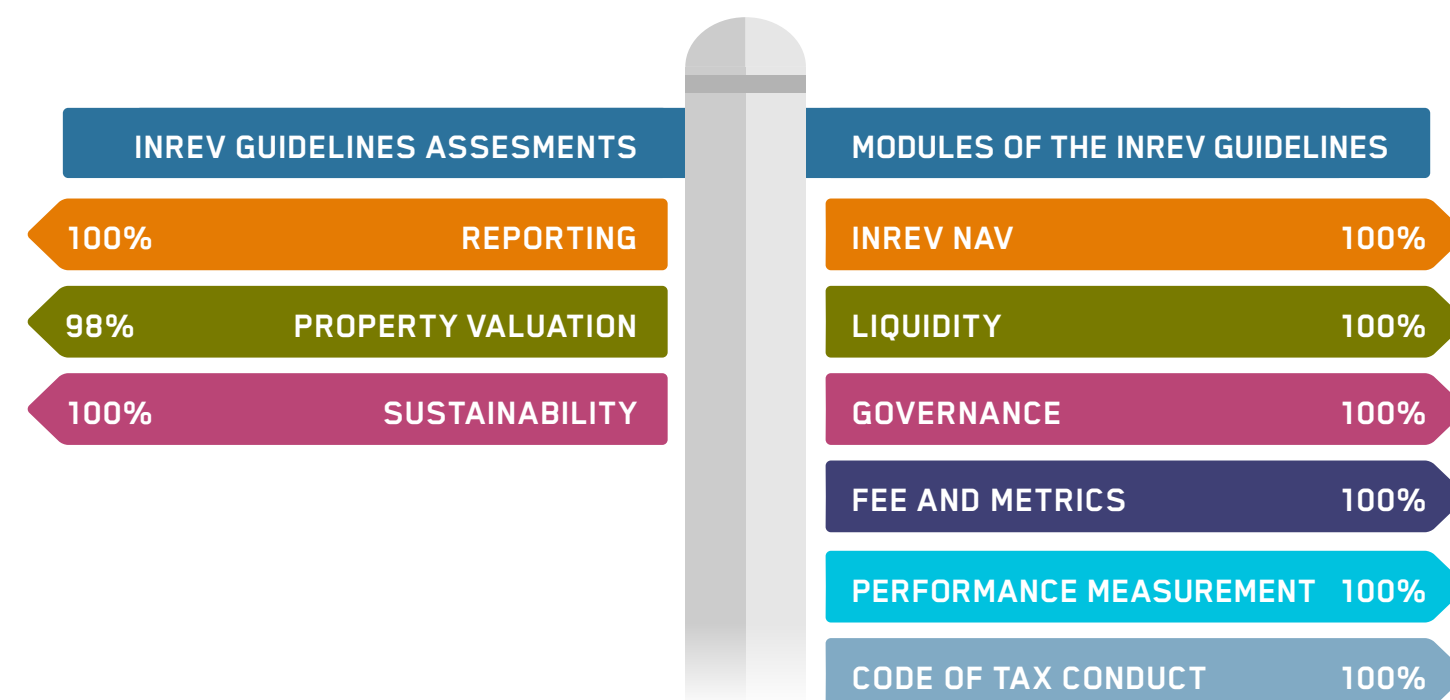 INREV GUIDELINES ASSESMENTS
100% REPORTING
98% PROPERTY VALUATION
100% SUSTAINABILITY
MODULES OF THE INREV GUIDELINES
INREV NAV 100%
LIQUIDITY 100%
GOVERNANCE 100%
FEE AND METRICS 100%
PERFORMANCE MEASUREMENT 100%
CODE OF TAX CONDUCT 100%